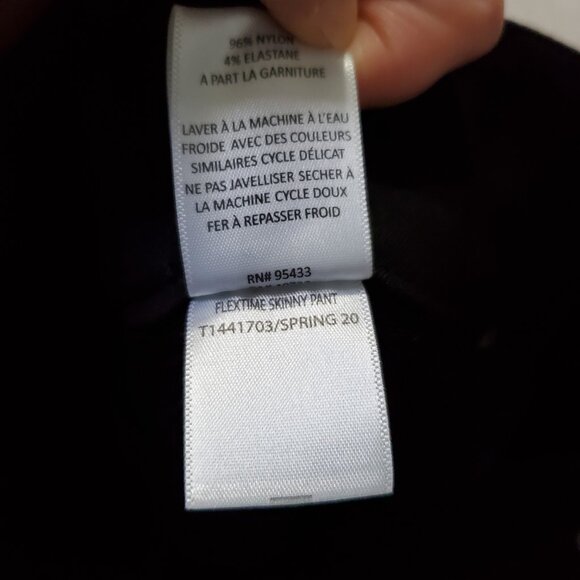 96% NYLON
4% ELASTANE
A PART LA GARNITURE
LAVER À LA MACHINE À L'EAU
FROIDE AVEC DES COULEURS
SIMILAIRES CYCLE DÉLICAT
NE PAS JAVELLISER SECHER À
LA MACHINE CYCLE DOUX
FER À REPASSER FROID
RN# 95433
FLEXTIME SKINNY PANT
T1441703/SPRING 20